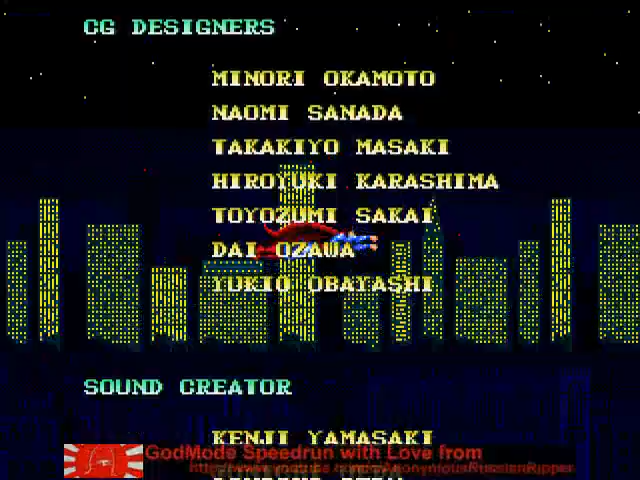 CG DESIGNERS
MINORI OKAMOTO
NAOMI SANADA
TAKAKIYO MASAKI
HIROYUKI KARASHIMA
TOYOZUMI SAKAI
DAI OZAWA
YUKIO OBAYASHI
SOUND CREATOR
KENJI YAMASAKI
GodMode Speedrun with Love from